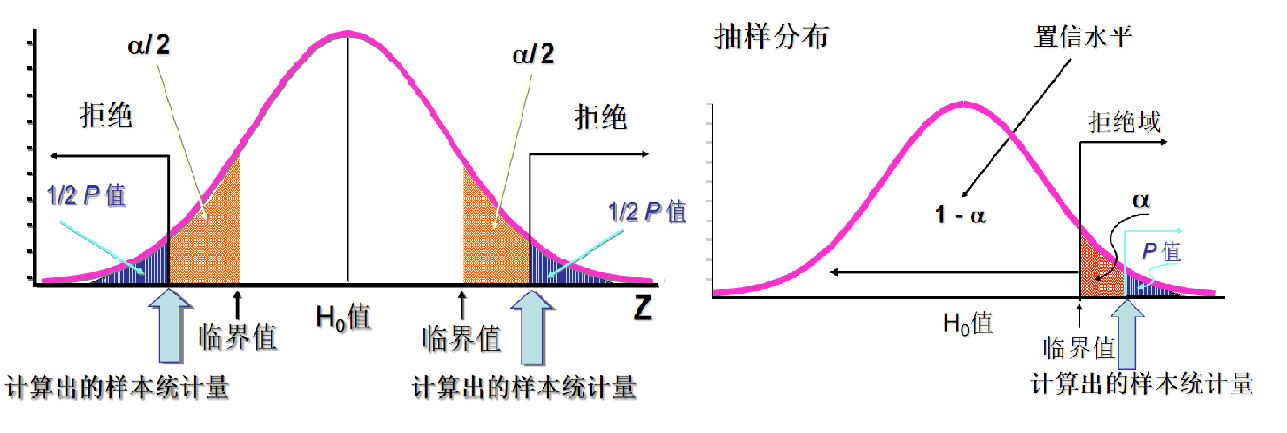 α/2
α/2
拒绝
拒绝
1/2 P 值
1/2 P 值
临界值
H₀值
临界值
Z
计算出的样本统计量
计算出的样本统计量
抽样分布
置信水平
拒绝域
1 - α
α
P 值
H₀值
临界值
计算出的样本统计量